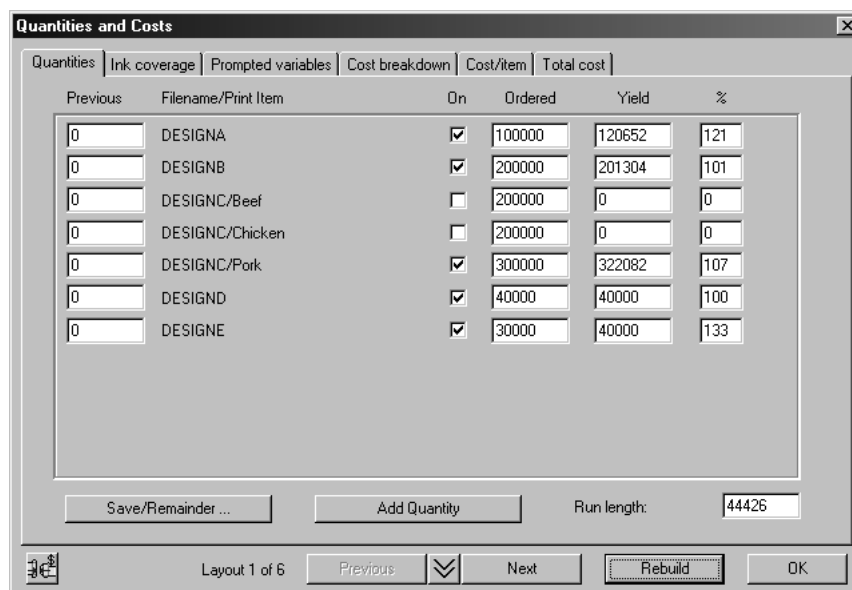 Quantities and Costs
Quantities Ink coverage Prompted variables Cost breakdown Cost/item Total cost
Previous Filename/Print Item On Ordered Yield %
0 DESIGNA 100000 120652 121
0 DESIGNB 200000 201304 101
0 DESIGNC/Beef 200000 0 0
0 DESIGNC/Chicken 200000 0 0
0 DESIGNC/Pork 300000 322082 107
0 DESIGND 40000 40000 100
0 DESIGNE 30000 40000 133
Save/Remainder ... Add Quantity Run length: 44426
Layout 1 of 6 Previous Next Rebuild OK